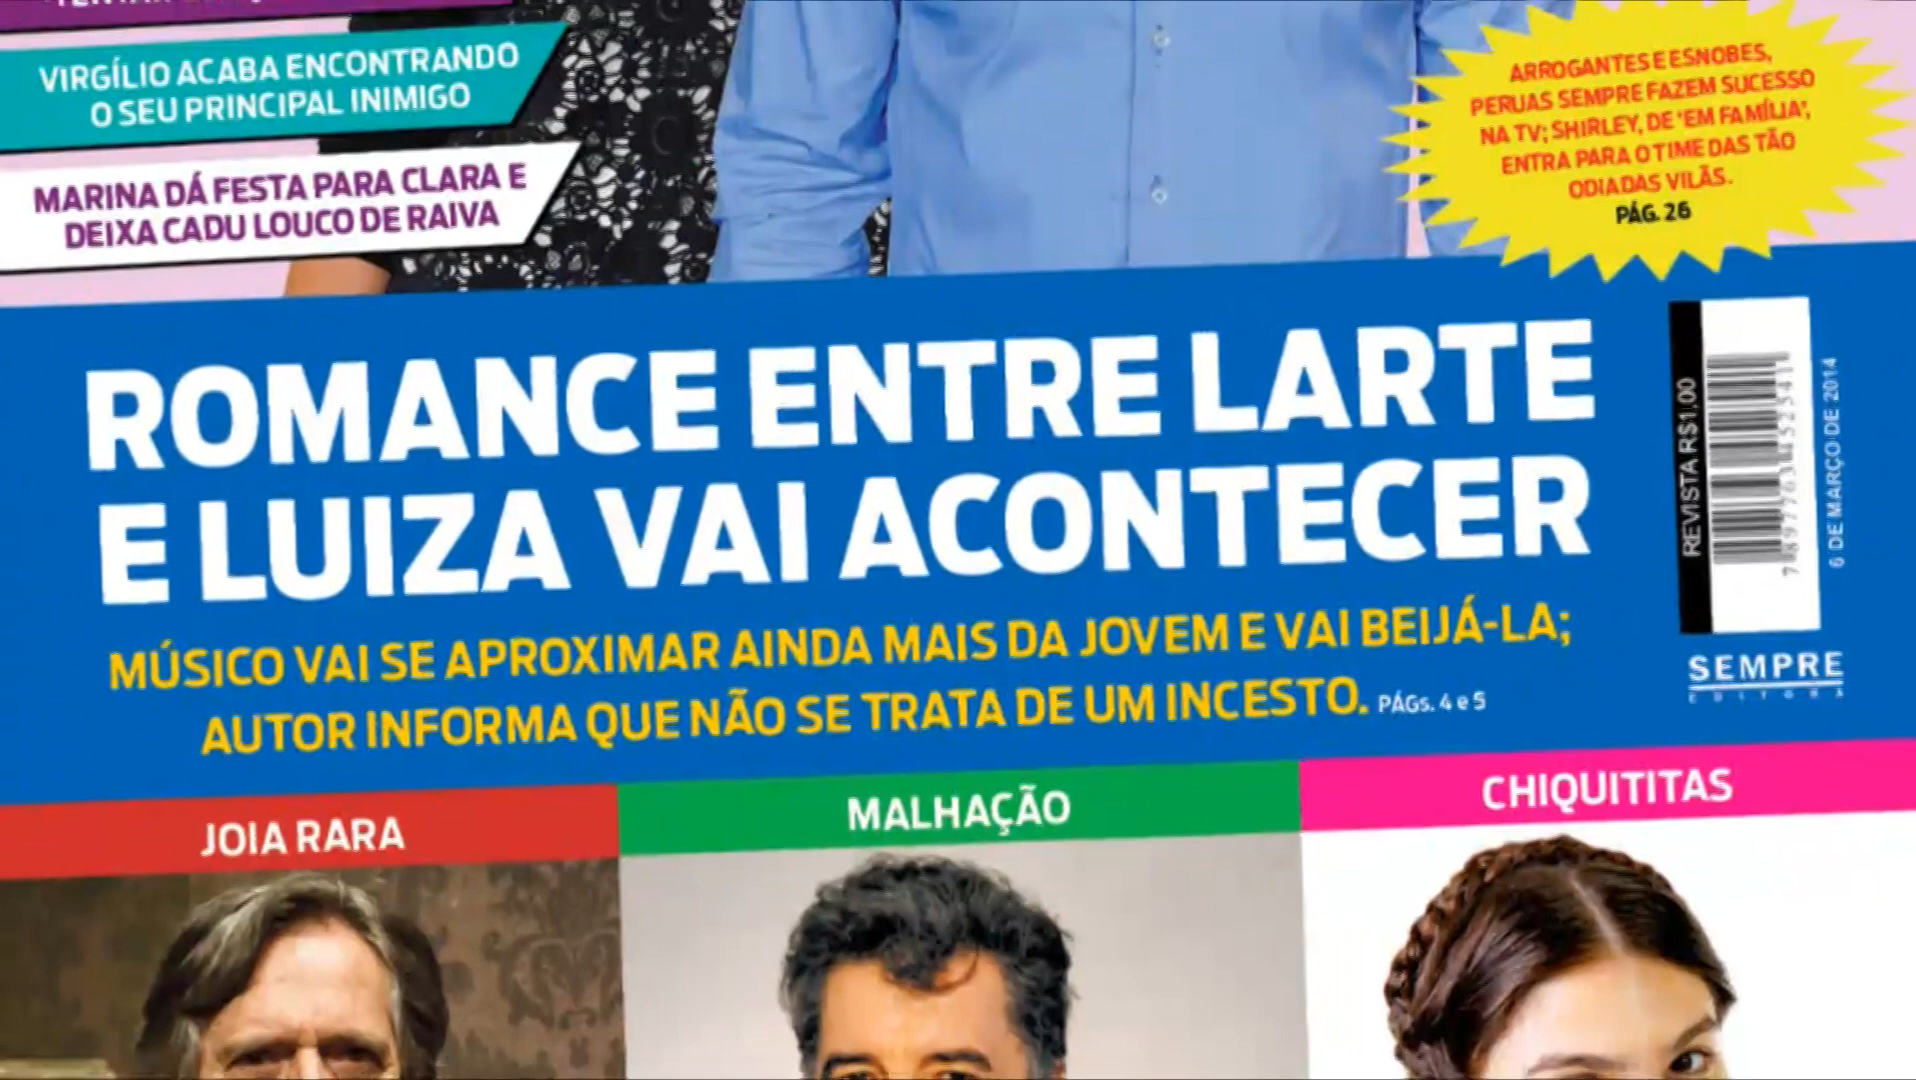 VIRGÍLIO ACABA ENCONTRANDO
O SEU PRINCIPAL INIMIGO
MARINA DÁ FESTA PARA CLARA E
DEIXA CADU LOUCO DE RAIVA
ARROGANTES E ESNOBES,
PERUAS SEMPRE FAZEM SUCESSO
NA TV; SHIRLEY, DE 'EM FAMÍLIA',
ENTRA PARA O TIME DAS TÃO
ODIADAS VILÃS.
PÁG. 26
ROMANCE ENTRE LARTE
E LUIZA VAI ACONTECER
MÚSICO VAI SE APROXIMAR AINDA MAIS DA JOVEM E VAI BEIJÁ-LA;
AUTOR INFORMA QUE NÃO SE TRATA DE UM INCESTO. PÁGs. 4 e 5
REVISTA R$1,00
6 DE MARÇO DE 2014
SEMPRE
EDITORA
JOIA RARA
MALHAÇÃO
CHIQUITITAS